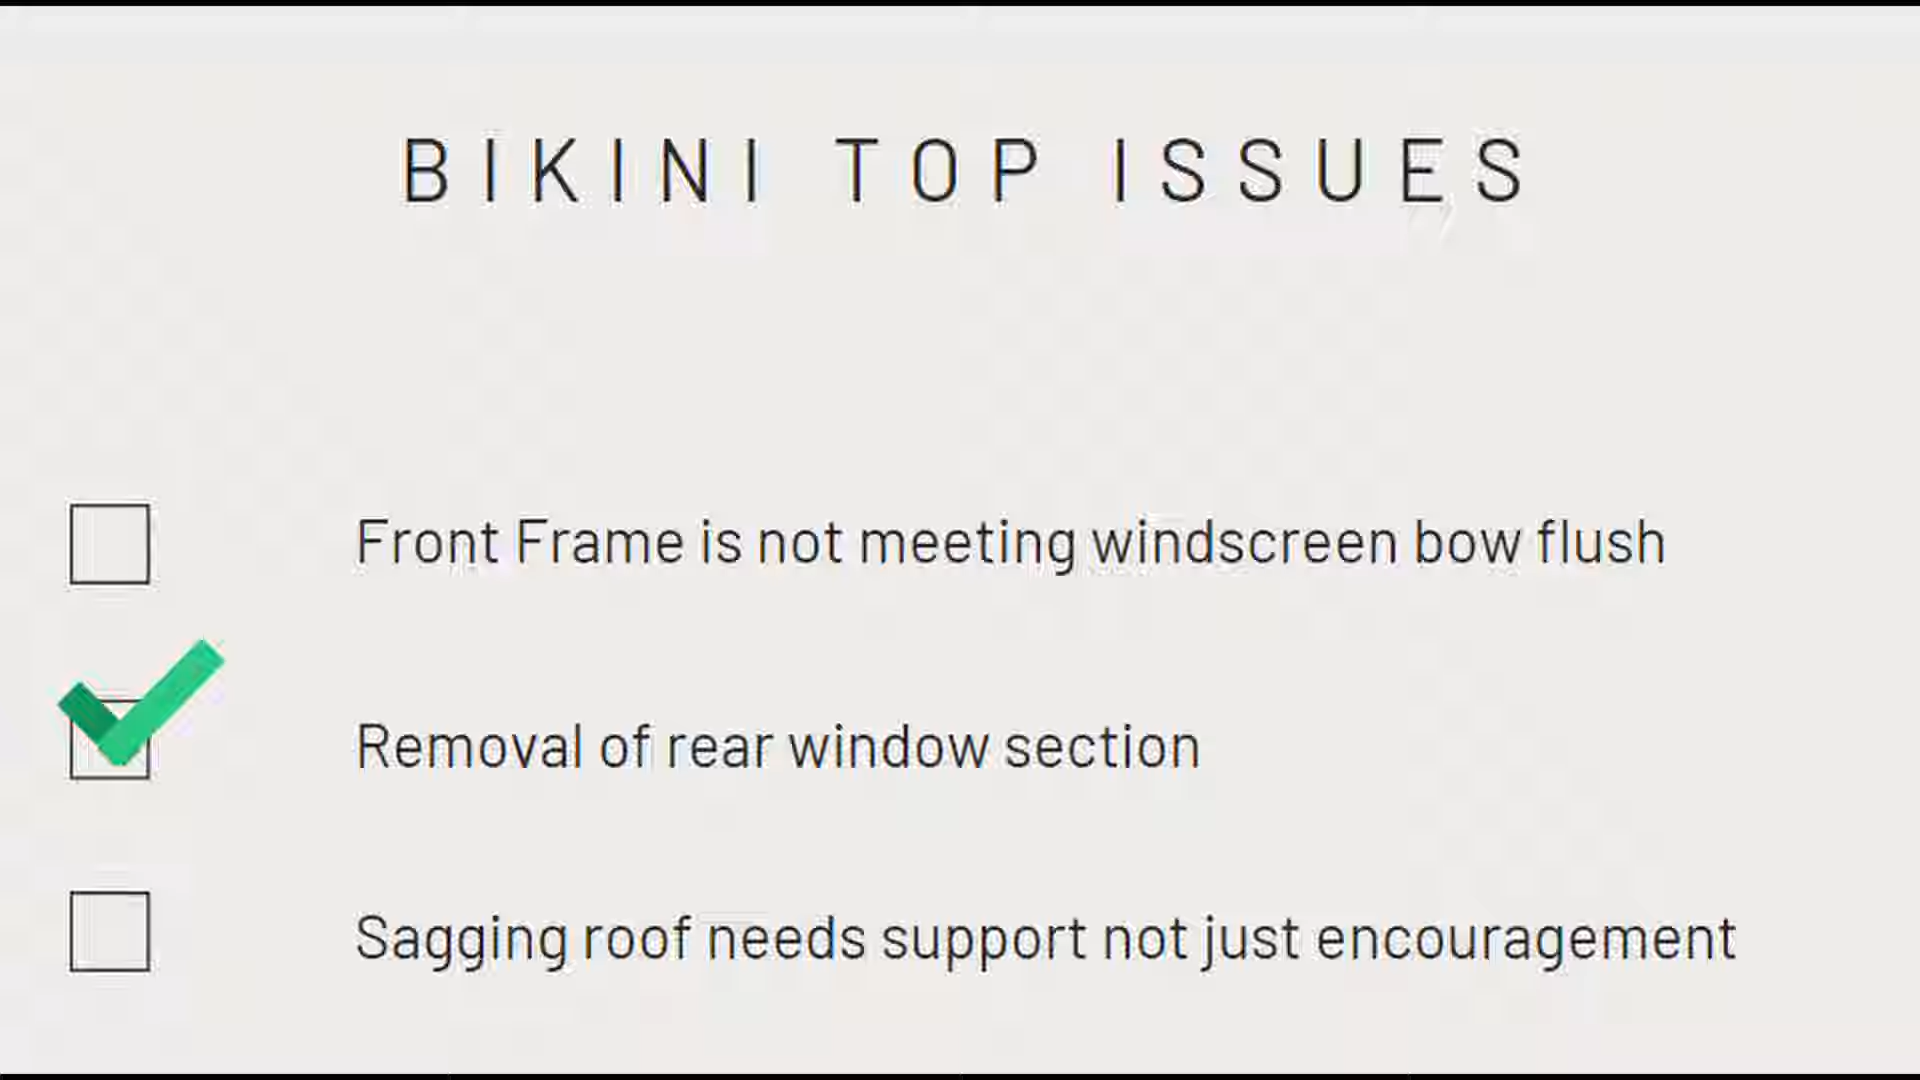 BIKINI TOP ISSUES
Front Frame is not meeting windscreen bow flush
Removal of rear window section
Sagging roof needs support not just encouragement